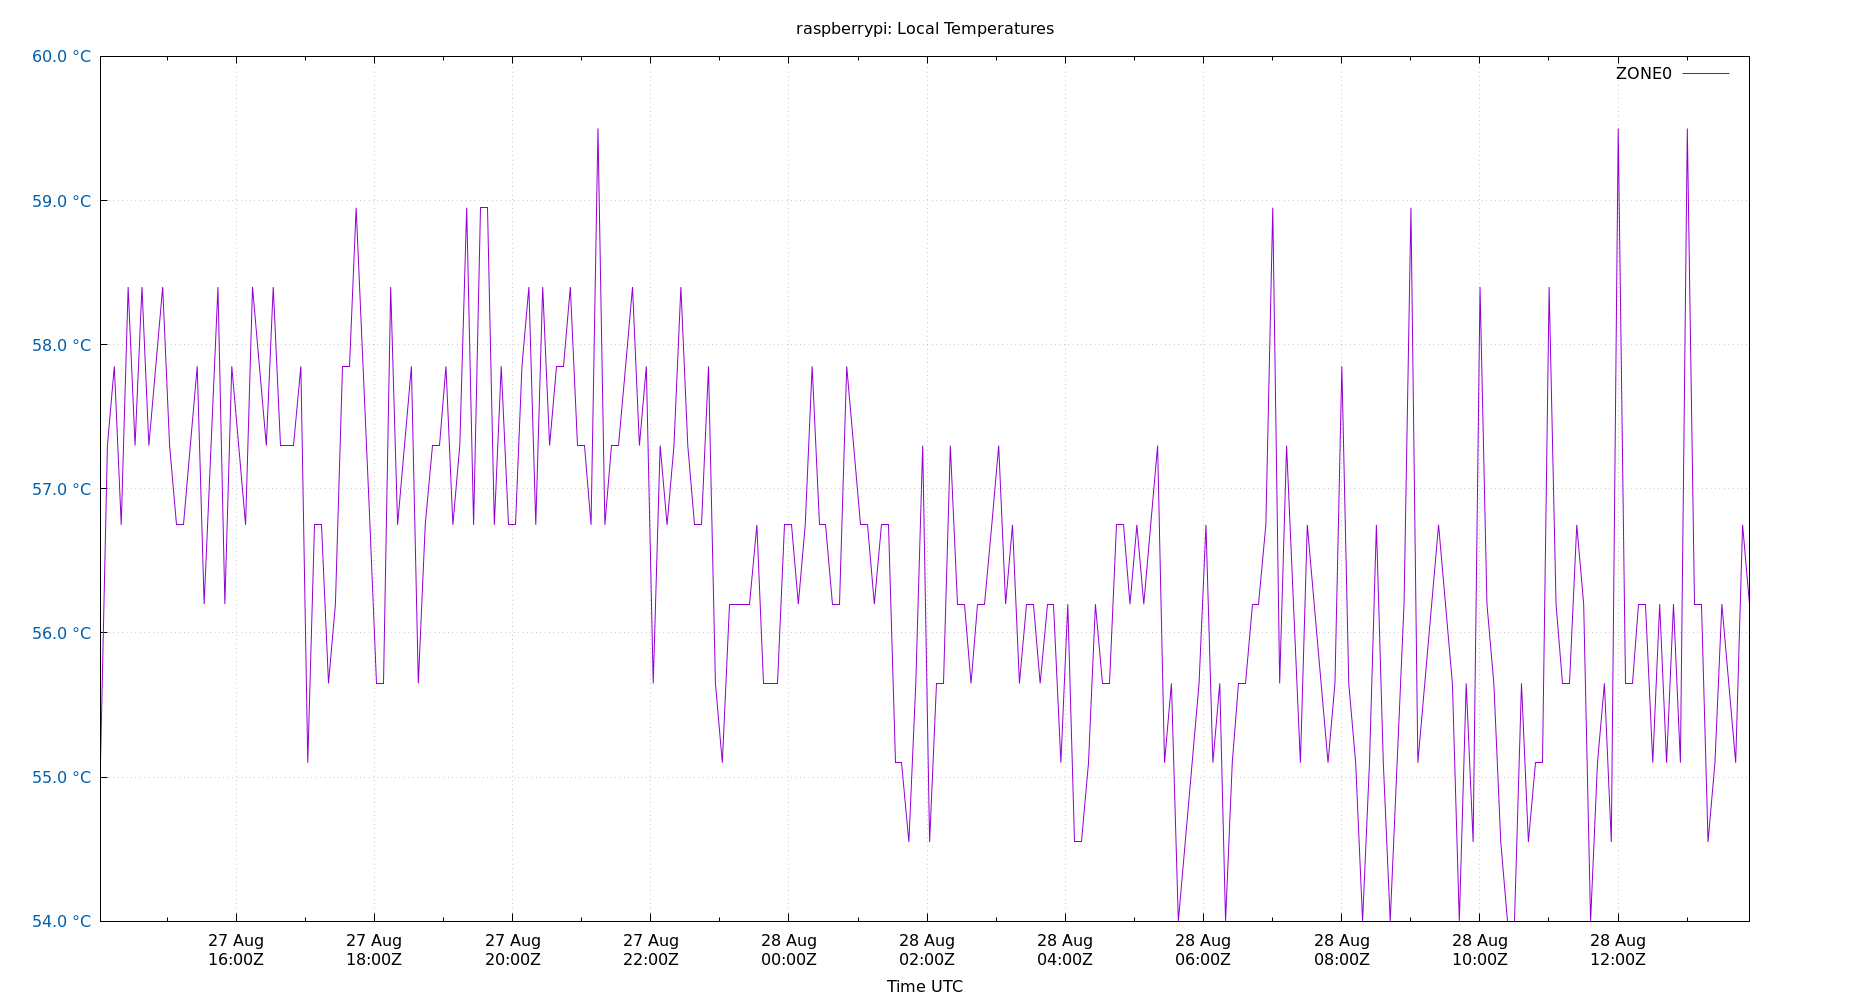 raspberrypi: Local Temperatures
60.0 °C
ZONE0
59.0 °C
58.0 °C
57.0 °C
56.0 °C
55.0 °C
54.0 °C
27 Aug 27 Aug 27 Aug 27 Aug 28 Aug 28 Aug 28 Aug 28 Aug 28 Aug 28 Aug 28 Aug
16:00Z 18:00Z 20:00Z 22:00Z 00:00Z 02:00Z 04:00Z 06:00Z 08:00Z 10:00Z 12:00Z
Time UTC